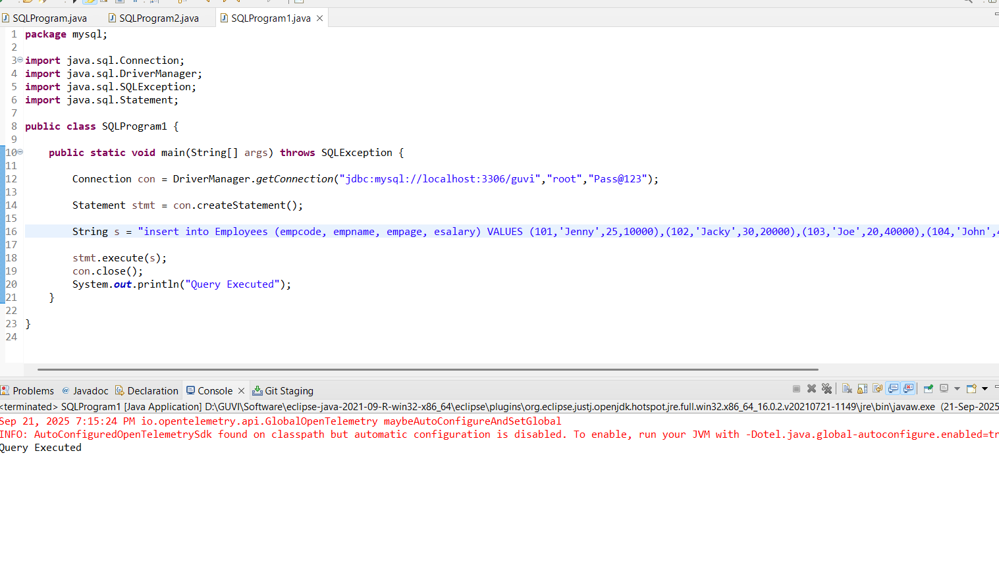 SQLProgram.java SQLProgram2.java SQLProgram1.java
1 package mysql;
2
3 import java.sql.Connection;
4 import java.sql.DriverManager;
5 import java.sql.SQLException;
6 import java.sql.Statement;
7
8 public class SQLProgram1 {
9
10 public static void main(String[] args) throws SQLException {
11
12 Connection con = DriverManager.getConnection("jdbc:mysql://localhost:3306/guvi","root","Pass@123");
13
14 Statement stmt = con.createStatement();
15
16 String s = "insert into Employees (empcode, empname, empage, esalary) VALUES (101,'Jenny',25,10000),(102,'Jacky',30,20000),(103,'Joe',20,40000),(104,'John',
17
18 stmt.execute(s);
19 con.close();
20 System.out.println("Query Executed");
21 }
22
23 }
24
Problems Javadoc Declaration Console Git Staging
<terminated> SQLProgram1 [Java Application] D:\GUVI\Software\eclipse-java-2021-09-R-win32-x86_64\eclipse\plugins\org.eclipse.justj.openjdk.hotspot.jre.full.win32.x86_64_16.0.2.v20210721-1149\jre\bin\javaw.exe (21-Sep-2025
Sep 21, 2025 7:15:24 PM io.opentelemetry.api.GlobalOpenTelemetry maybeAutoConfigureAndSetGlobal
INFO: AutoConfiguredOpenTelemetrySdk found on classpath but automatic configuration is disabled. To enable, run your JVM with -Dotel.java.global-autoconfigure.enabled=tr
Query Executed